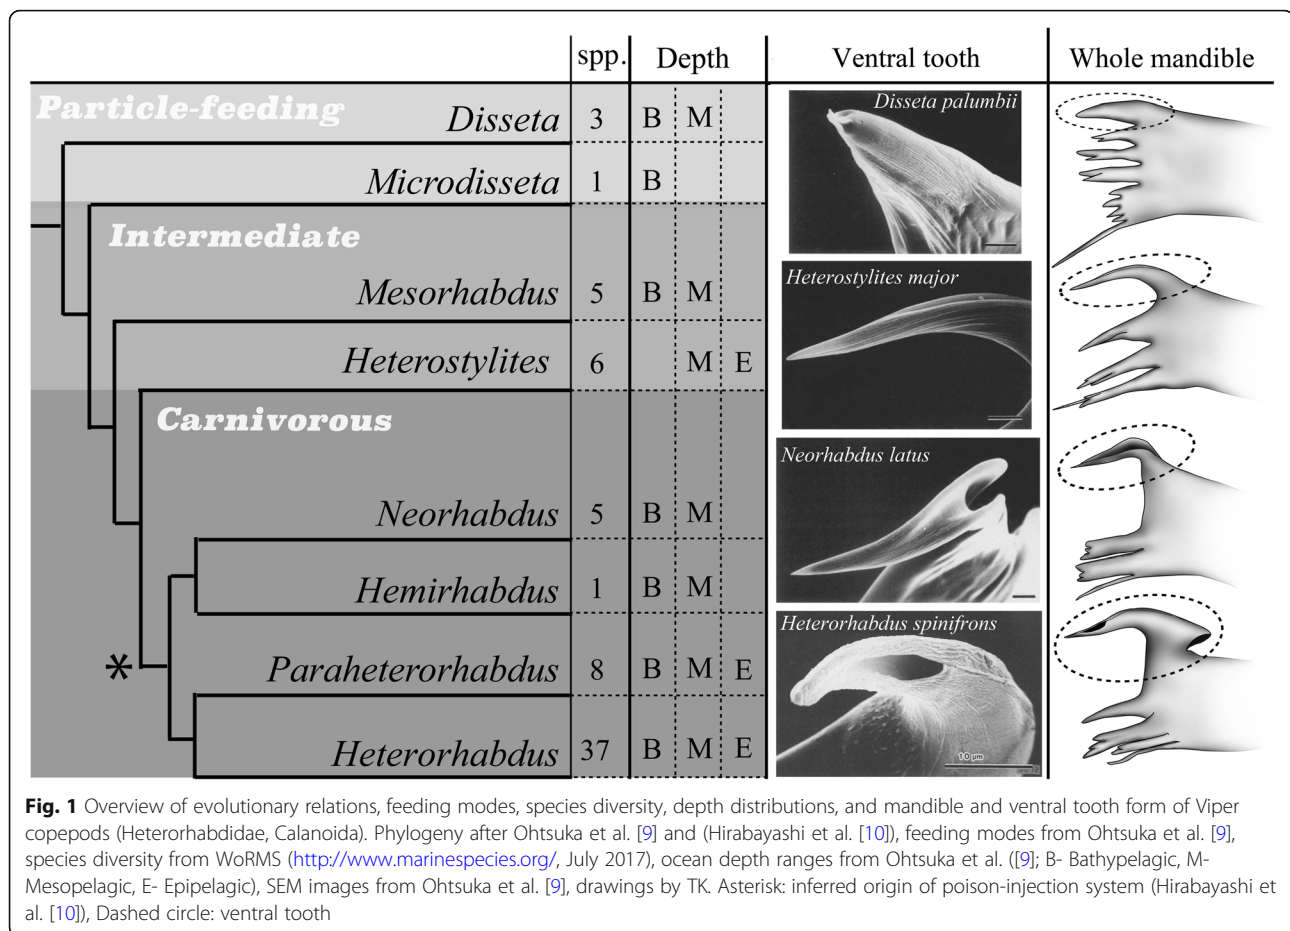 spp. Depth Ventral tooth Whole mandible
Particle-feeding
Disseta 3 B M
Microdisseta 1 B
Intermediate
Mesorhabdus 5 B M
Heterostylites 6 M E
Carnivorous
Neorhabdus 5 B M
Hemirhabdus 1 B M
*
Paraheterorhabdus 8 B M E
Heterorhabdus 37 B M E
Disseta palumbii
Heterostylites major
Neorhabdus latus
Heterorhabdus spinifrons
10 µm
Fig. 1 Overview of evolutionary relations, feeding modes, species diversity, depth distributions, and mandible and ventral tooth form of Viper
copepods (Heterorhabdidae, Calanoida). Phylogeny after Ohtsuka et al. [9] and (Hirabayashi et al. [10]), feeding modes from Ohtsuka et al. [9],
species diversity from WoRMS (http://www.marinespecies.org/, July 2017), ocean depth ranges from Ohtsuka et al. ([9]; B- Bathypelagic, M-
Mesopelagic, E- Epipelagic), SEM images from Ohtsuka et al. [9], drawings by TK. Asterisk: inferred origin of poison-injection system (Hirabayashi et
al. [10]), Dashed circle: ventral tooth